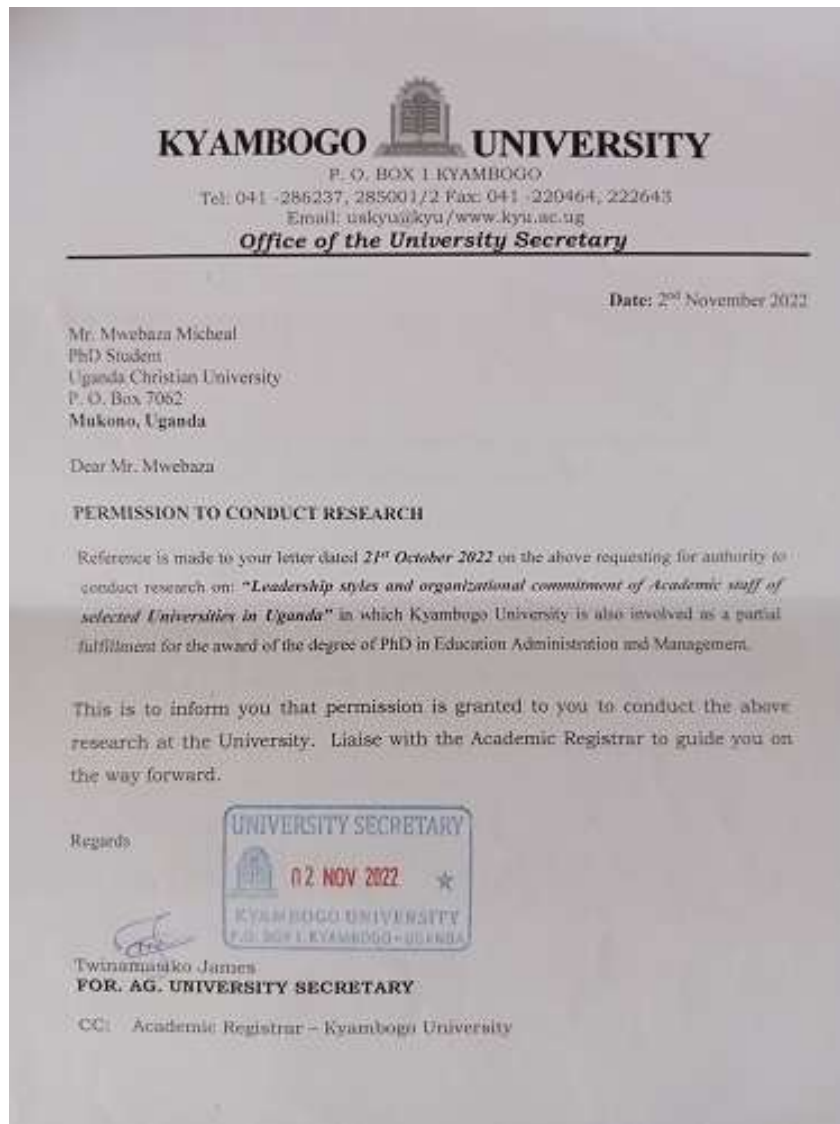 KYAMBOGO UNIVERSITY
P. O. BOX 1 KYAMBOGO
Tel: 041 -286237, 285001/2 Fax: 041 -220464, 222643
Email: uskyu@kyu/www.kyu.ac.ug
Office of the University Secretary
Date: 2nd November 2022
Mr. Mwebaza Micheal
PhD Student
Uganda Christian University
P. O. Box 7062
Mukono, Uganda
Dear Mr. Mwebaza
PERMISSION TO CONDUCT RESEARCH
Reference is made to your letter dated 21st October 2022 on the above requesting for authority to
conduct research on: "Leadership styles and organizational commitment of Academic staff of
selected Universities in Uganda" in which Kyambogo University is also involved as a partial
fulfillment for the award of the degree of PhD in Education Administration and Management.
This is to inform you that permission is granted to you to conduct the above
research at the University. Liaise with the Academic Registrar to guide you on
the way forward.
Regards
UNIVERSITY SECRETARY
02 NOV 2022
KYAMBOGO UNIVERSITY
P.O. BOX 1, KYAMBOGO - UGANDA
Twinamasiko James
FOR. AG. UNIVERSITY SECRETARY
CC: Academic Registrar – Kyambogo University